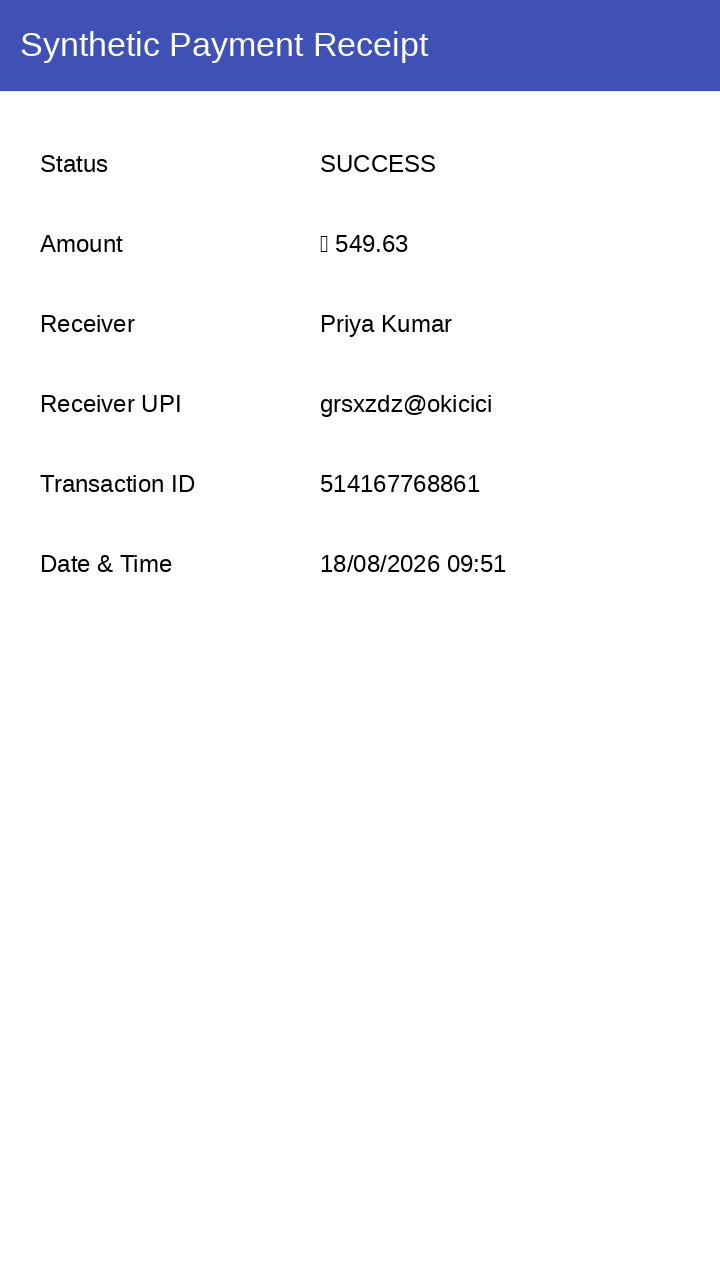 Synthetic Payment Receipt
Status SUCCESS
Amount 549.63
Receiver Priya Kumar
Receiver UPI grsxzdz@okicici
Transaction ID 514167768861
Date & Time 18/08/2026 09:51